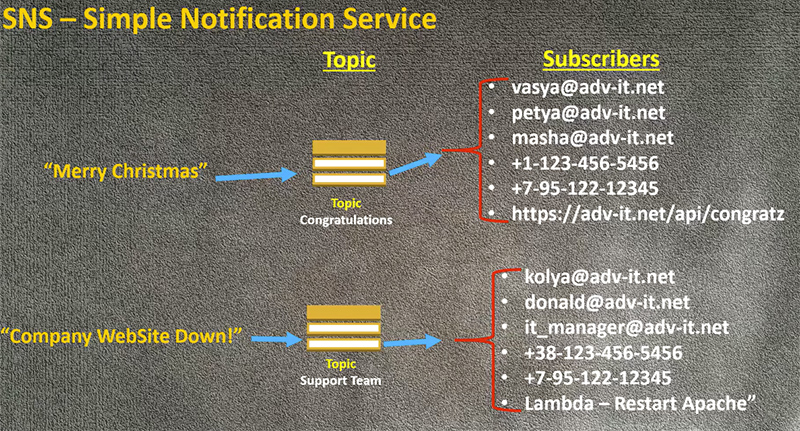 SNS – Simple Notification Service
Topic
Subscribers
"Merry Christmas"
Topic
Congratulations
• vasya@adv-it.net
• petya@adv-it.net
• masha@adv-it.net
• +1-123-456-5456
• +7-95-122-12345
• https://adv-it.net/api/congratz
"Company WebSite Down!"
Topic
Support Team
• kolya@adv-it.net
• donald@adv-it.net
• it_manager@adv-it.net
• +38-123-456-5456
• +7-95-122-12345
• Lambda – Restart Apache"